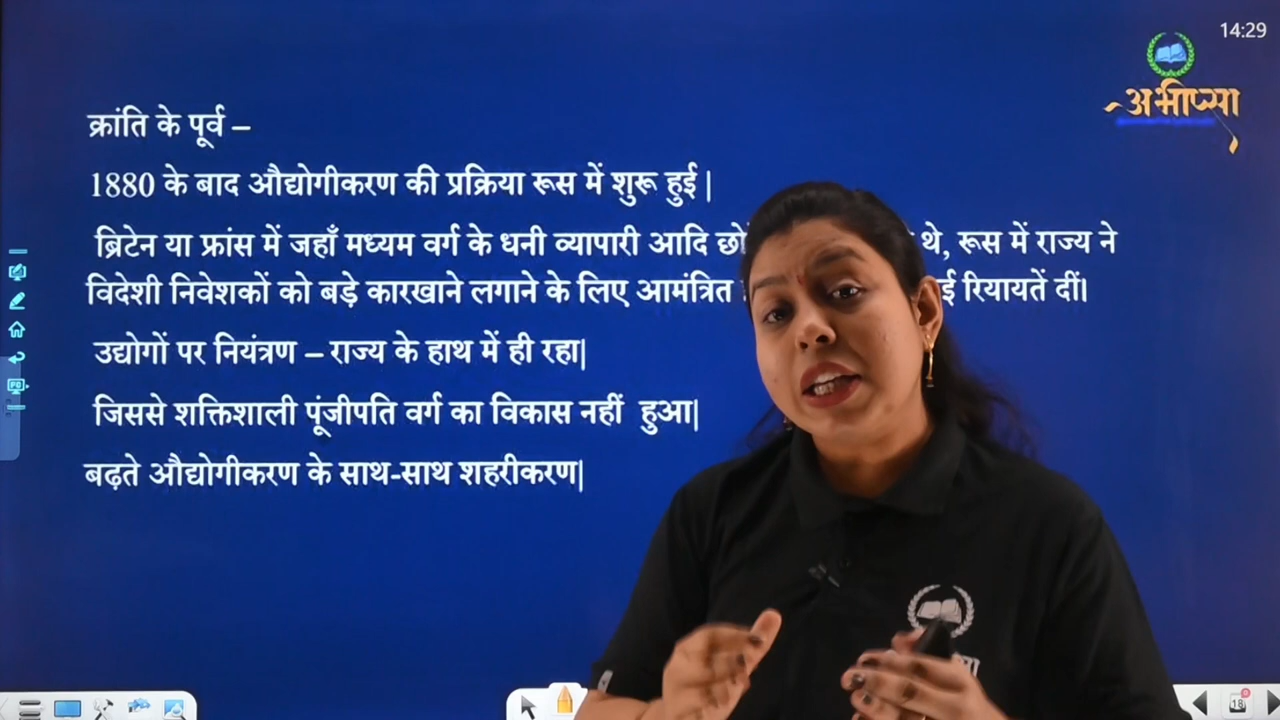 14:29
अभीप्सा
क्रांति के पूर्व –
1880 के बाद औद्योगीकरण की प्रक्रिया रूस में शुरू हुई |
ब्रिटेन या फ्रांस में जहाँ मध्यम वर्ग के धनी व्यापारी आदि थे, रूस में राज्य ने
विदेशी निवेशकों को बड़े कारखाने लगाने के लिए आमंत्रित रियायतें दीं।
उद्योगों पर नियंत्रण – राज्य के हाथ में ही रहा|
जिससे शक्तिशाली पूंजीपति वर्ग का विकास नहीं हुआ|
बढ़ते औद्योगीकरण के साथ-साथ शहरीकरण|
18